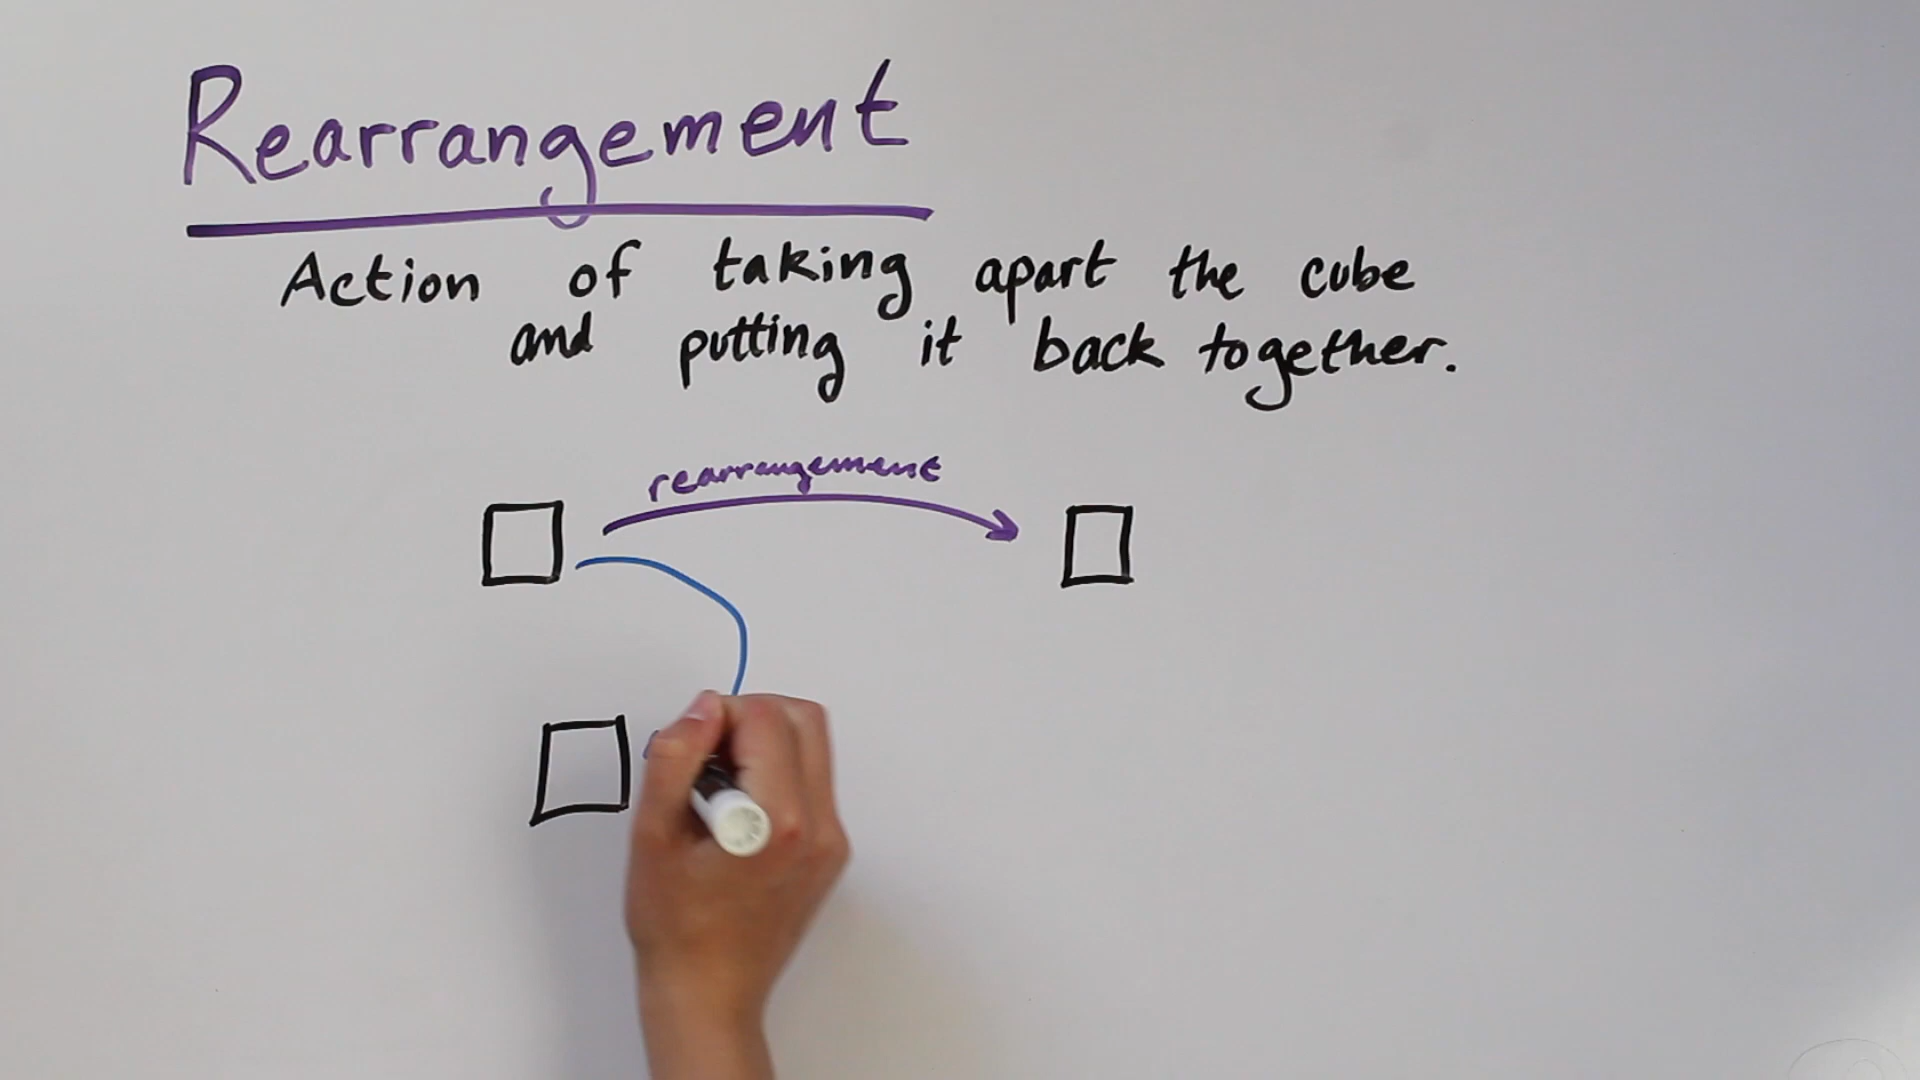 Rearrangement
Action of taking apart the cube
and putting it back together.
rearrangement